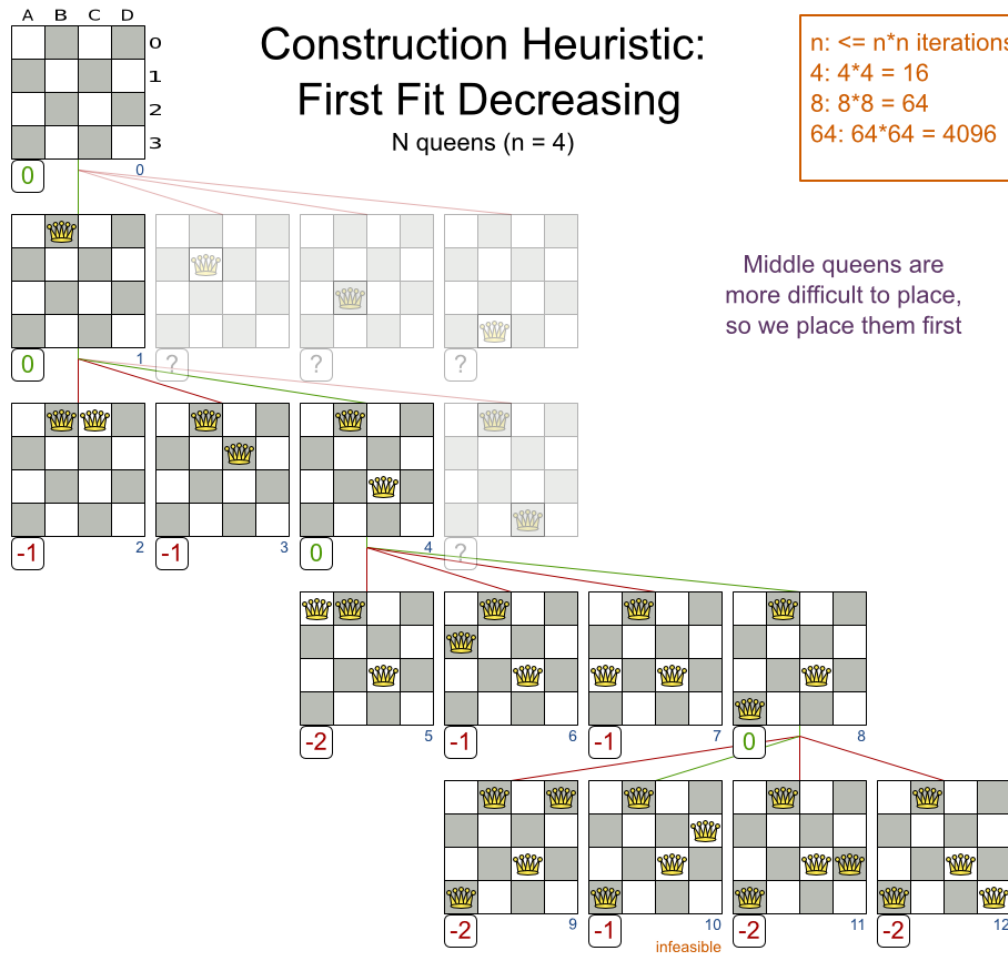 A B C D
0
1
2
3
Construction Heuristic:
First Fit Decreasing
N queens (n = 4)
n: <= n*n iterations
4: 4*4 = 16
8: 8*8 = 64
64: 64*64 = 4096
0 0
Middle queens are
more difficult to place,
so we place them first
0 1 ? ? ?
-1 2 -1 3 0 4 ?
-2 5 -1 6 -1 7 0 8
-2 9 -1 10 -2 11 -2 12
infeasible